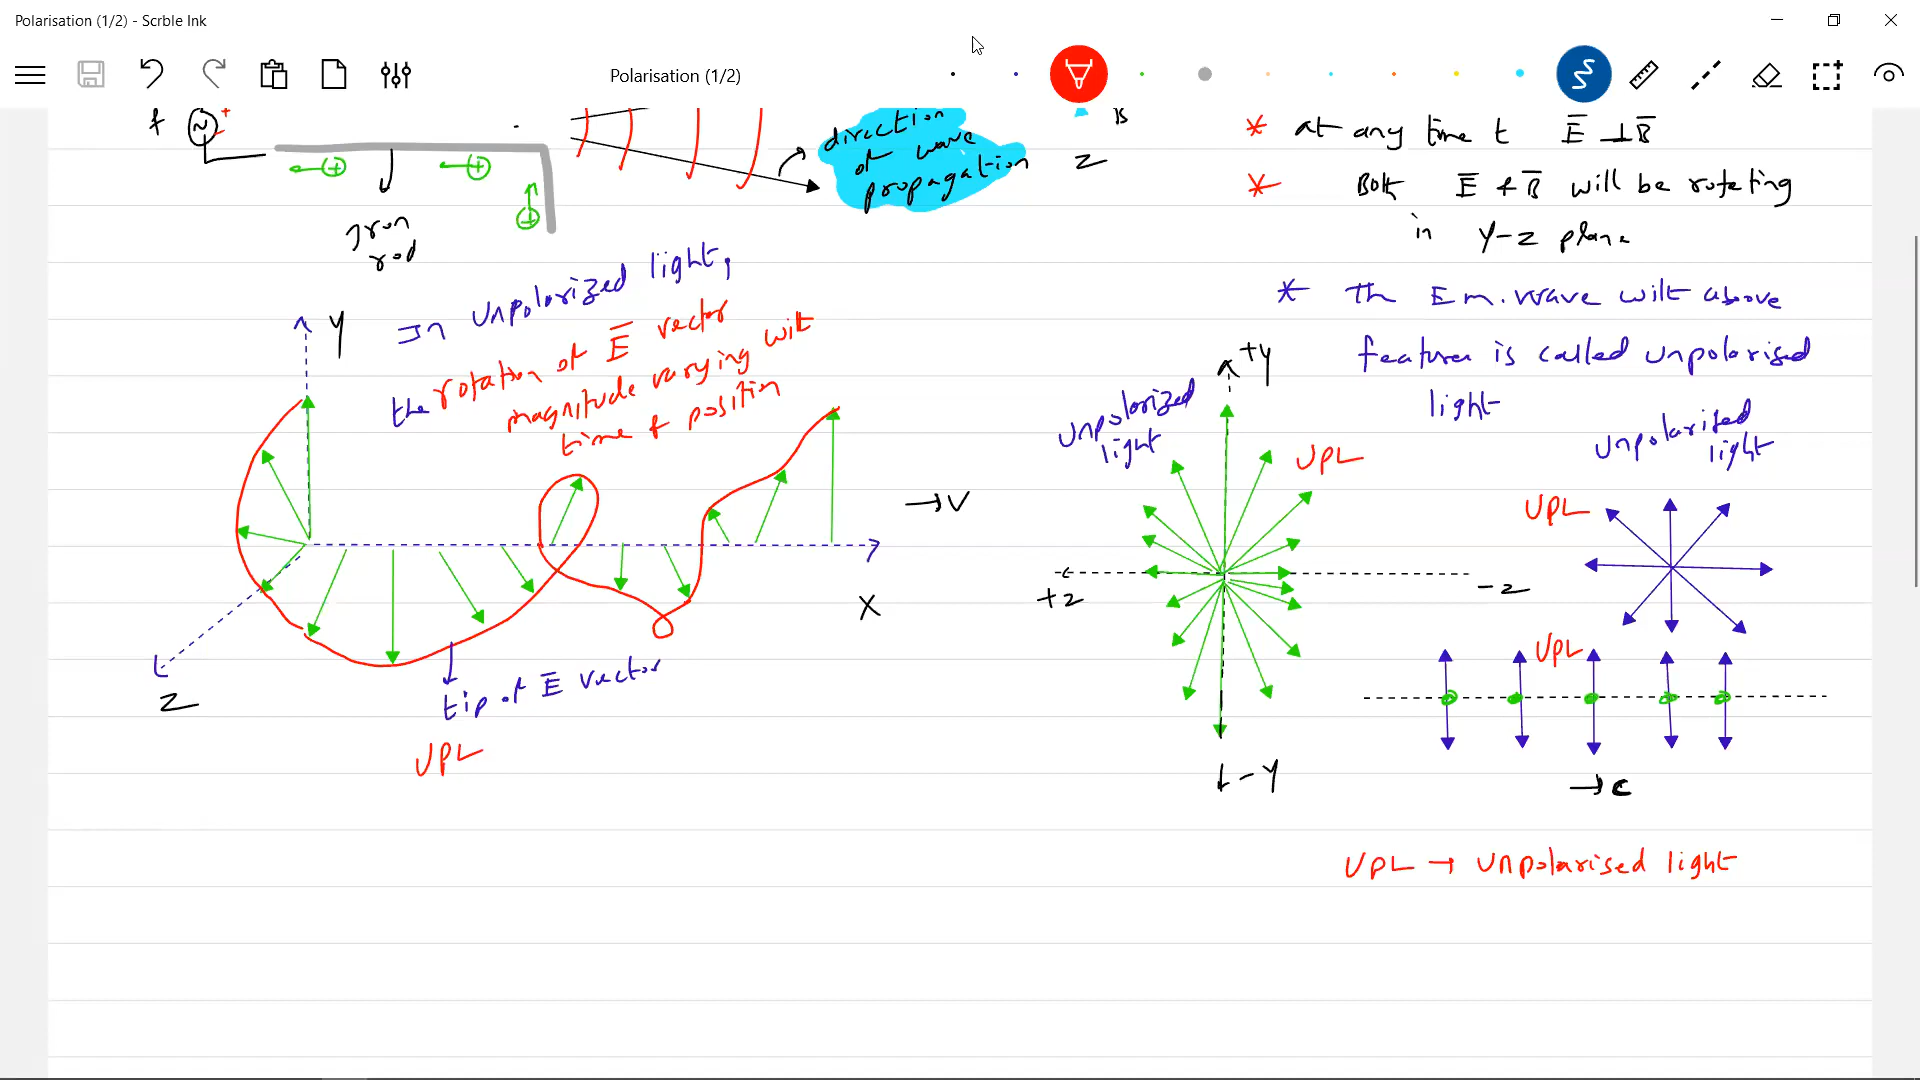 Polarisation (1/2) - Scrble Ink
Polarisation (1/2)
f
+
-
Iron
rod
direction
of wave
propagation
B
Z
* at any time t E ⊥ B
* Both E & B will be rotating
in Y-Z plane
* The Em. wave with above
feature is called unpolarised
light
In unpolarized light,
the rotation of E vector
magnitude varying with
time & position
Y
Z
X
→ V
tip of E vector
UPL
unpolarized
light
+Y
UPL
+Z
-Z
-Y
unpolarised
light
UPL
UPL
→ c
UPL → unpolarised light